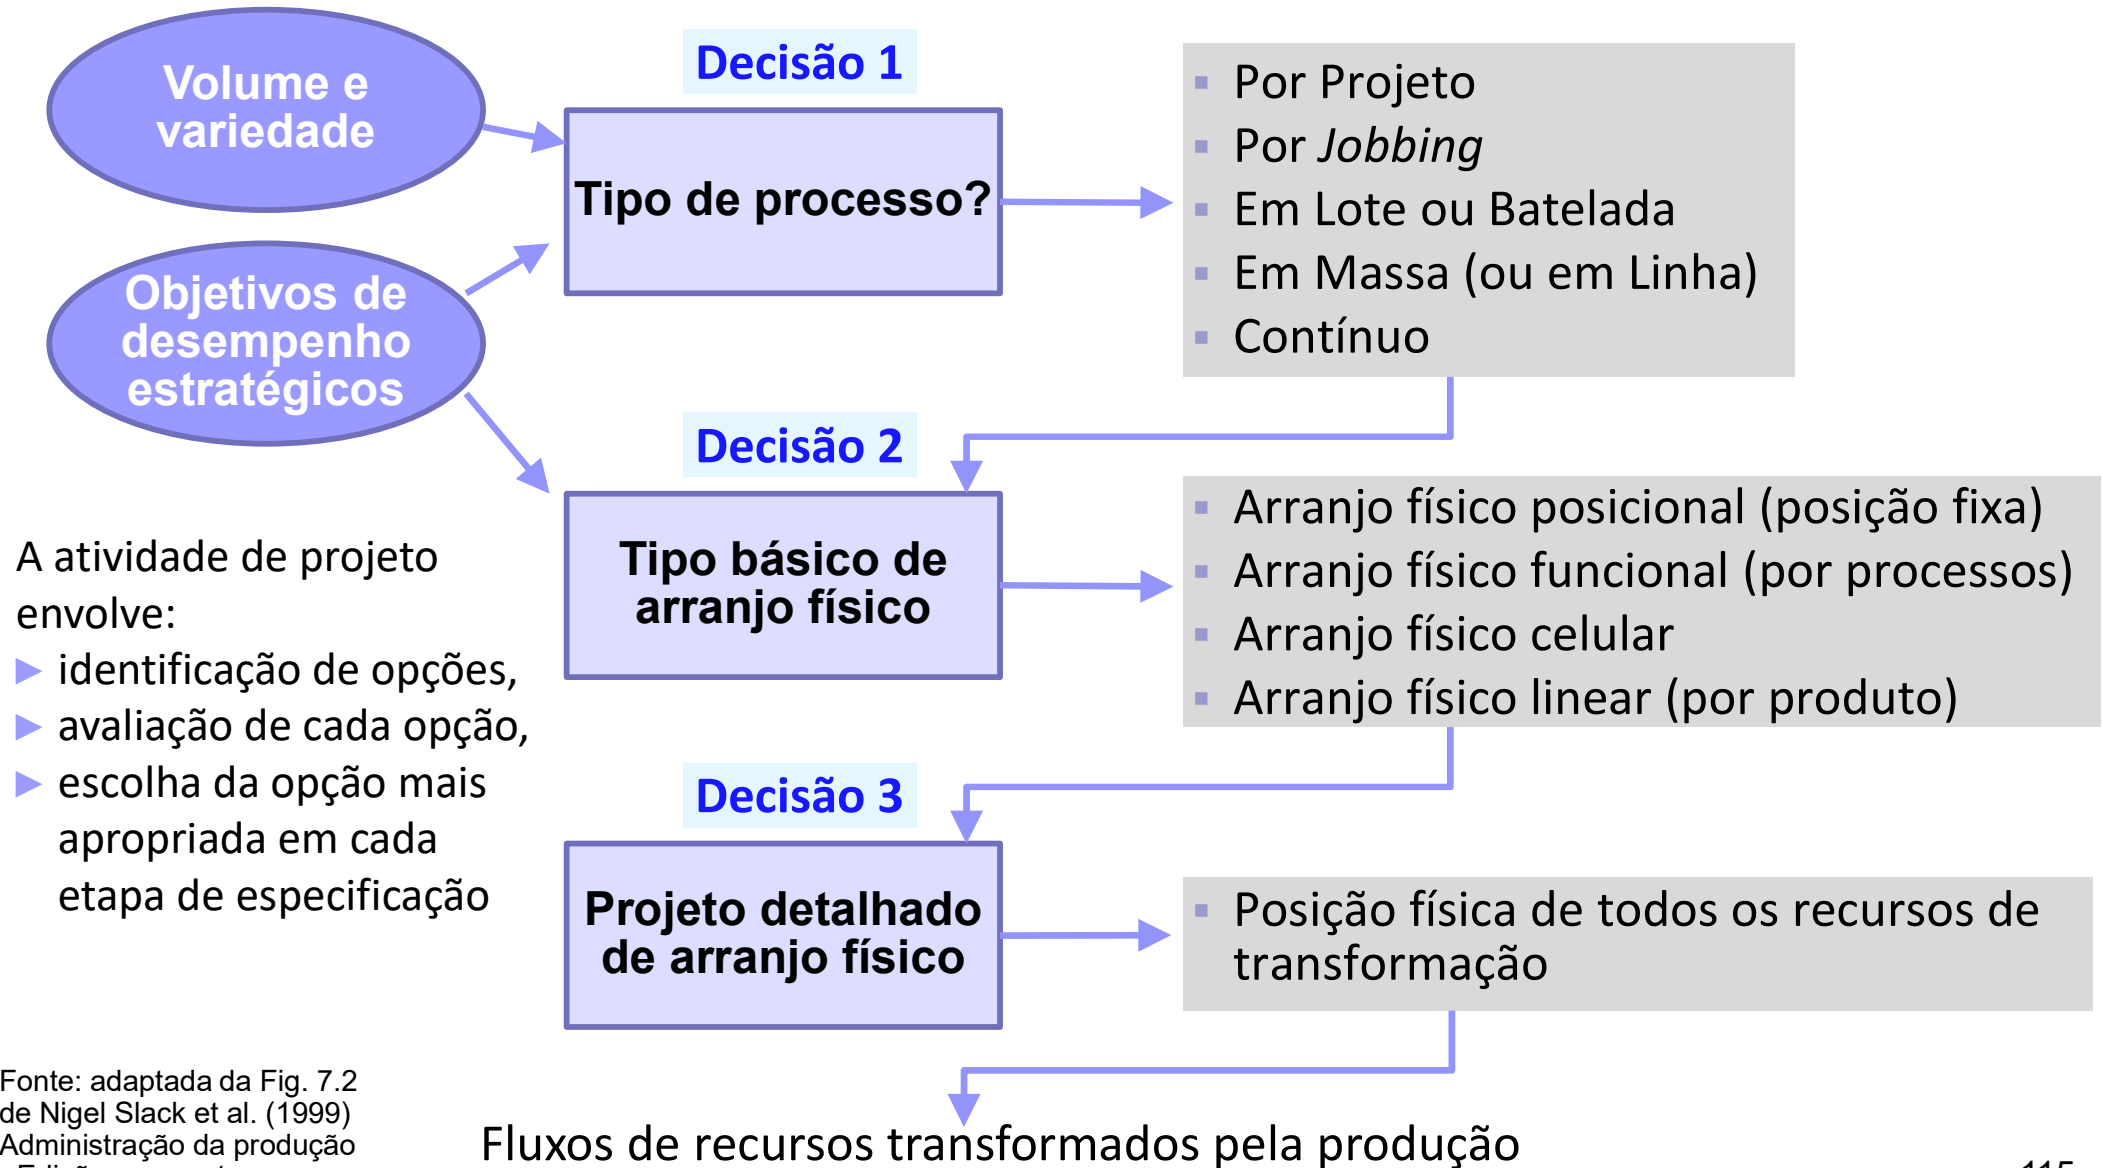 Volume e
variedade
Objetivos de
desempenho
estratégicos
A atividade de projeto
envolve:
identificação de opções,
avaliação de cada opção,
escolha da opção mais
apropriada em cada
etapa de especificação
Decisão 1
Tipo de processo?
Por Projeto
Por Jobbing
Em Lote ou Batelada
Em Massa (ou em Linha)
Contínuo
Decisão 2
Tipo básico de
arranjo físico
Arranjo físico posicional (posição fixa)
Arranjo físico funcional (por processos)
Arranjo físico celular
Arranjo físico linear (por produto)
Decisão 3
Projeto detalhado
de arranjo físico
Posição física de todos os recursos de
transformação
Fluxos de recursos transformados pela produção
Fonte: adaptada da Fig. 7.2
de Nigel Slack et al. (1999)
Administração da produção